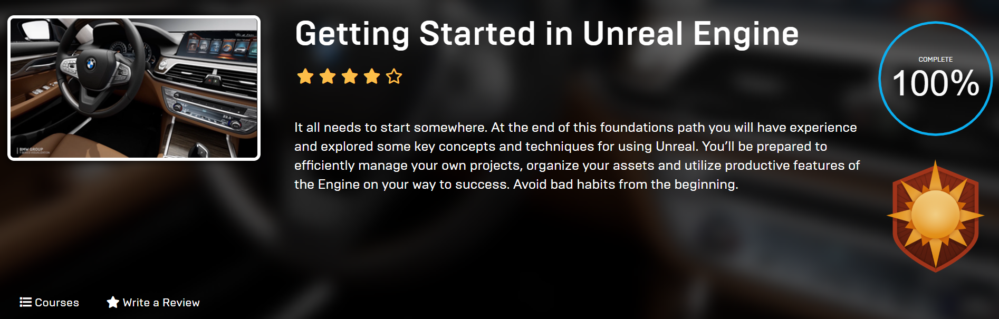 Getting Started in Unreal Engine
COMPLETE
100%
It all needs to start somewhere. At the end of this foundations path you will have experience
and explored some key concepts and techniques for using Unreal. You’ll be prepared to
efficiently manage your own projects, organize your assets and utilize productive features of
the Engine on your way to success. Avoid bad habits from the beginning.
BMW GROUP
Courses
Write a Review